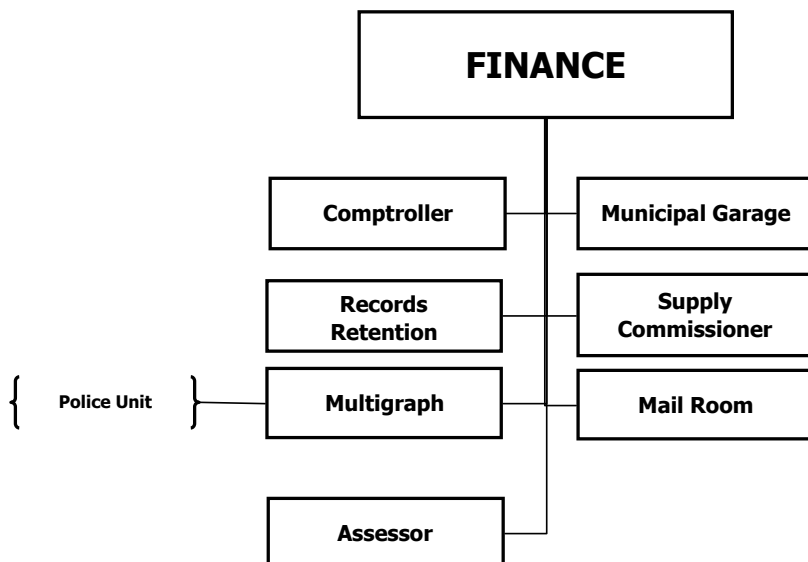 FINANCE
Comptroller
Municipal Garage
Records
Retention
Supply
Commissioner
{ Police Unit }
Multigraph
Mail Room
Assessor